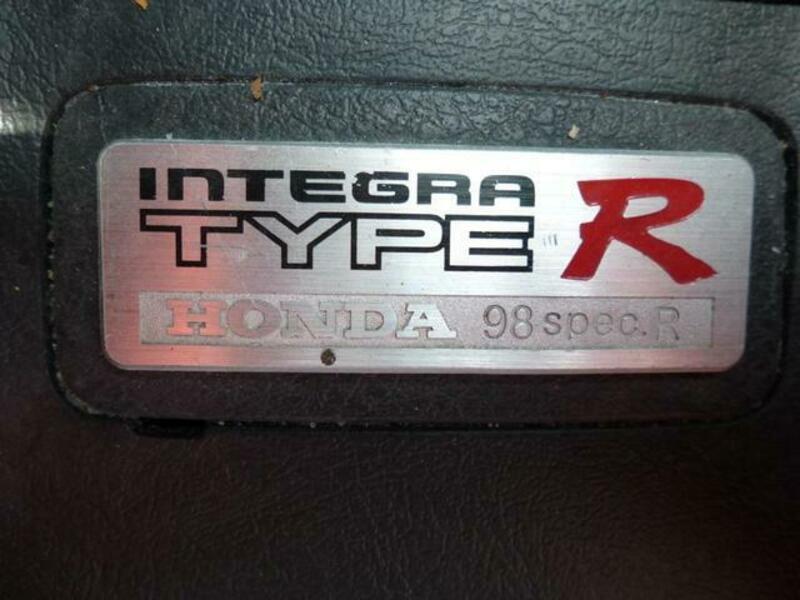 INTEGRA
TYPE R
HONDA 98 spec.R